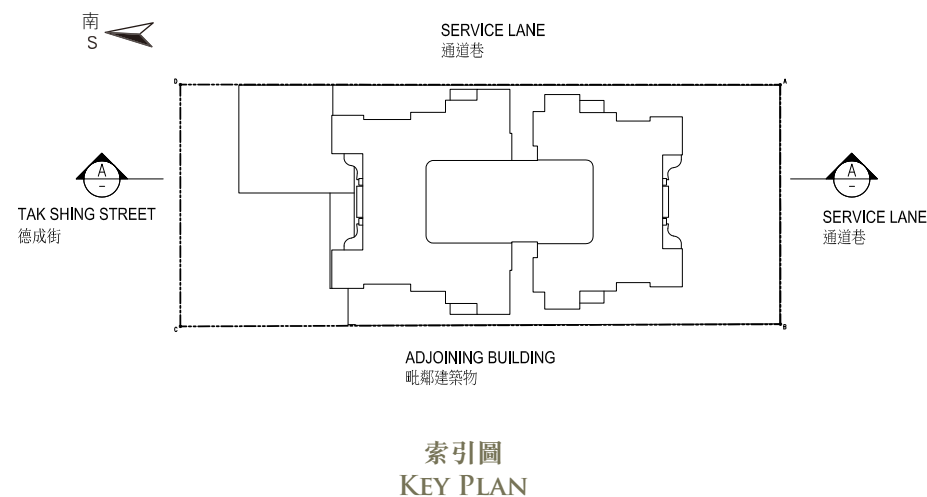 南
S
SERVICE LANE
通道巷
D
A
A
-
A
-
TAK SHING STREET
德成街
SERVICE LANE
通道巷
C
B
ADJOINING BUILDING
毗鄰建築物
索引圖
KEY PLAN